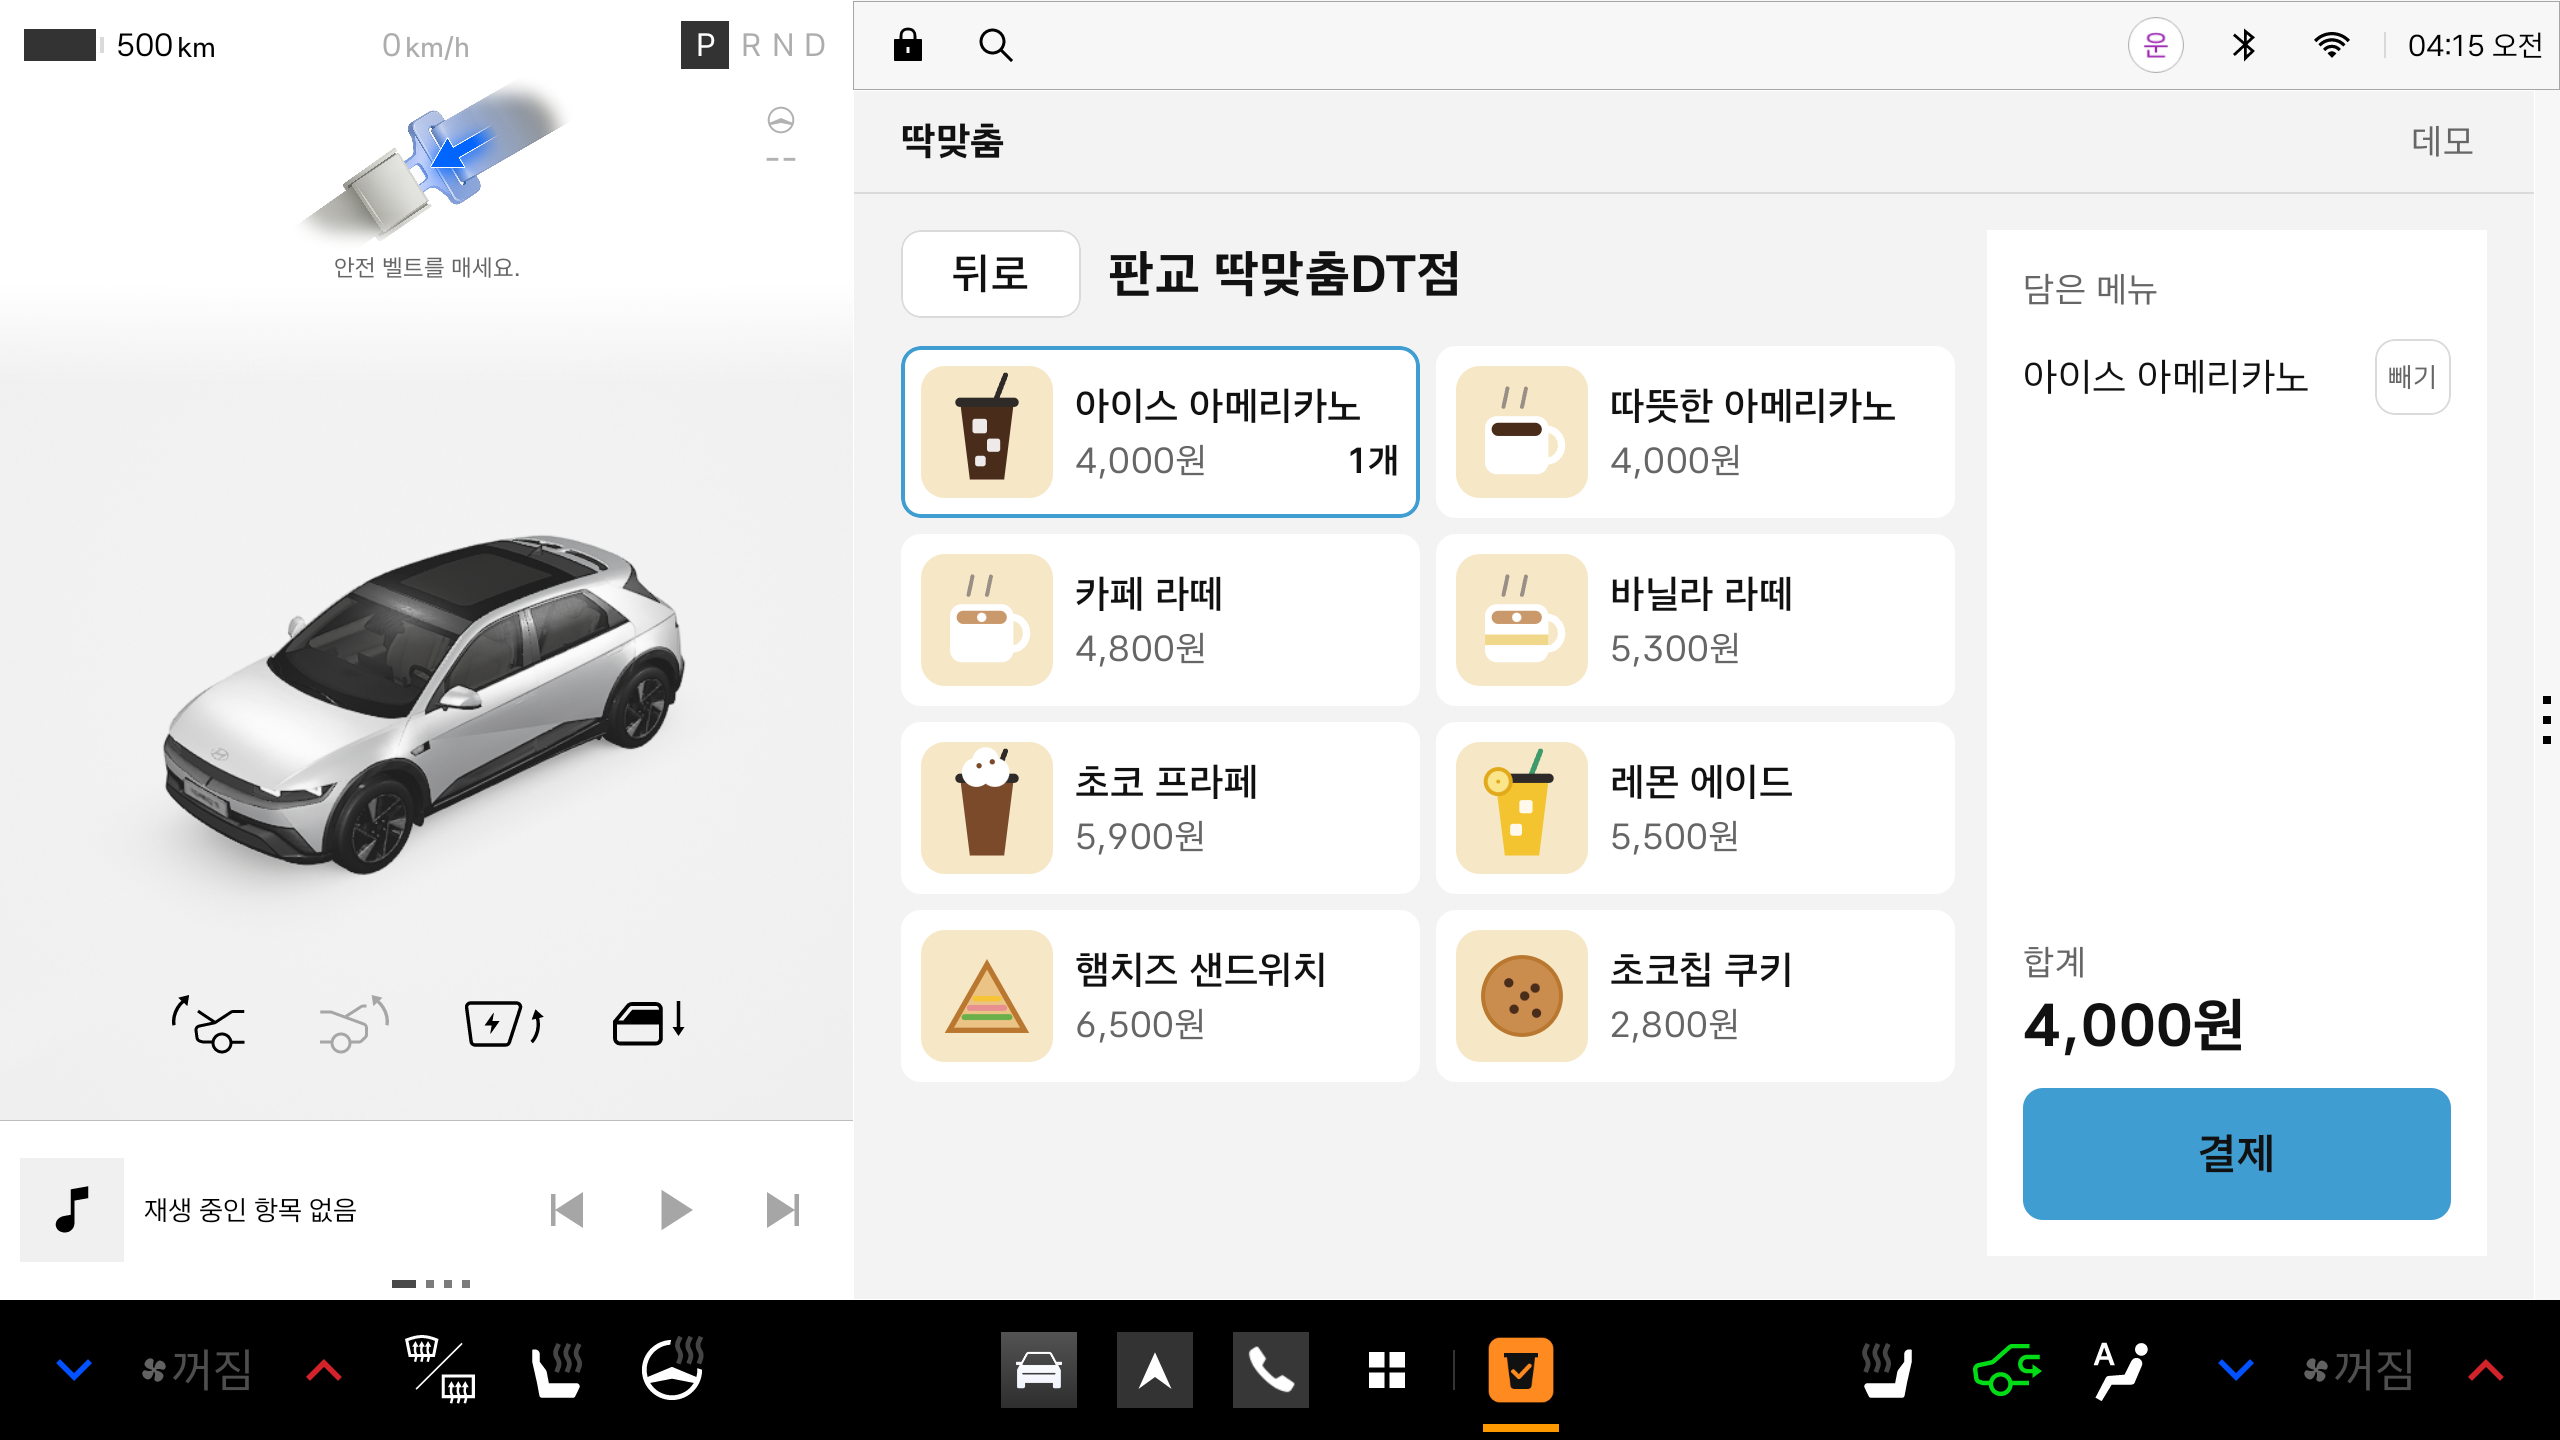 500 km
0 km/h
P R N D
운
04:15 오전
안전 벨트를 매세요.
딱맞춤
데모
뒤로
판교 딱맞춤DT점
아이스 아메리카노
4,000원
1개
따뜻한 아메리카노
4,000원
카페 라떼
4,800원
바닐라 라떼
5,300원
초코 프라페
5,900원
레몬 에이드
5,500원
햄치즈 샌드위치
6,500원
초코칩 쿠키
2,800원
담은 메뉴
아이스 아메리카노
빼기
합계
4,000원
결제
재생 중인 항목 없음
꺼짐
A
꺼짐